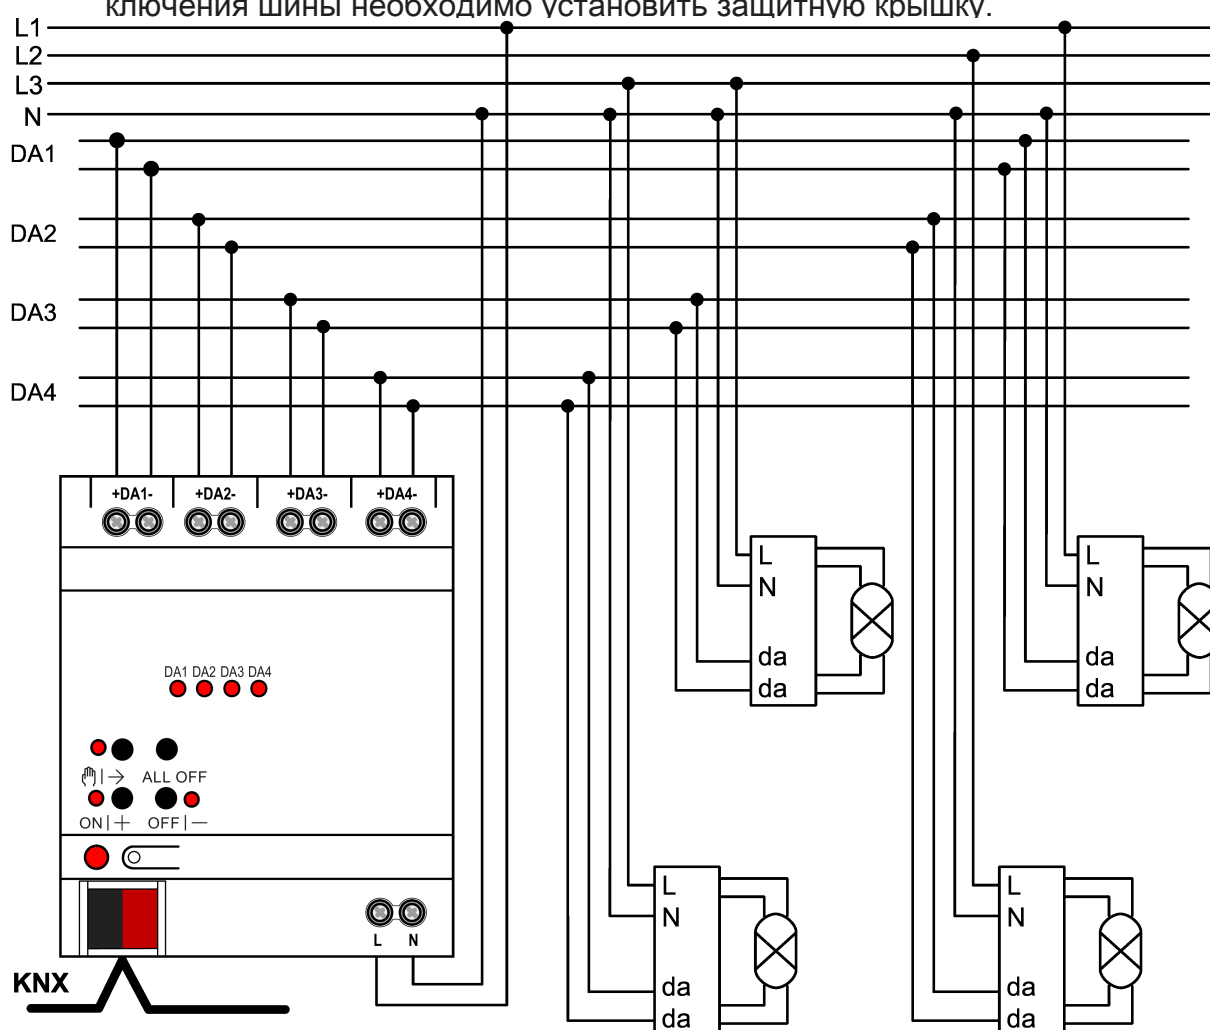 ключения шины необходимо установить защитную крышку.
L1
L2
L3
N
DA1
DA2
DA3
DA4
+DA1- +DA2- +DA3- +DA4-
L
N
da
da
L
N
da
da
DA1 DA2 DA3 DA4
ALL OFF
ON|+ OFF|—
L N
KNX
L
N
da
da
L
N
da
da